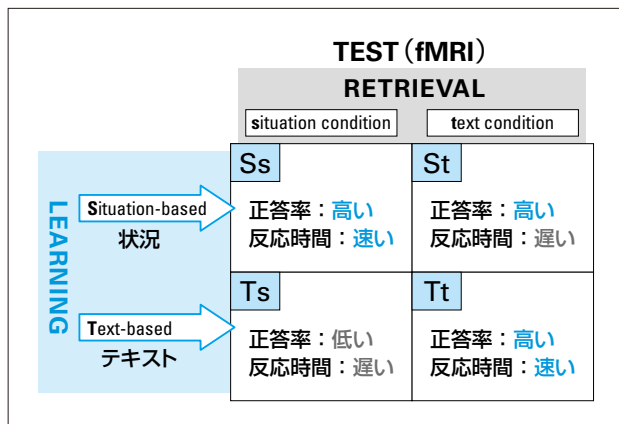 TEST（fMRI）
RETRIEVAL
situation condition
text condition
LEARNING
Situation-based
状況
Ss
正答率：高い
反応時間：速い
St
正答率：高い
反応時間：遅い
Text-based
テキスト
Ts
正答率：低い
反応時間：遅い
Tt
正答率：高い
反応時間：速い